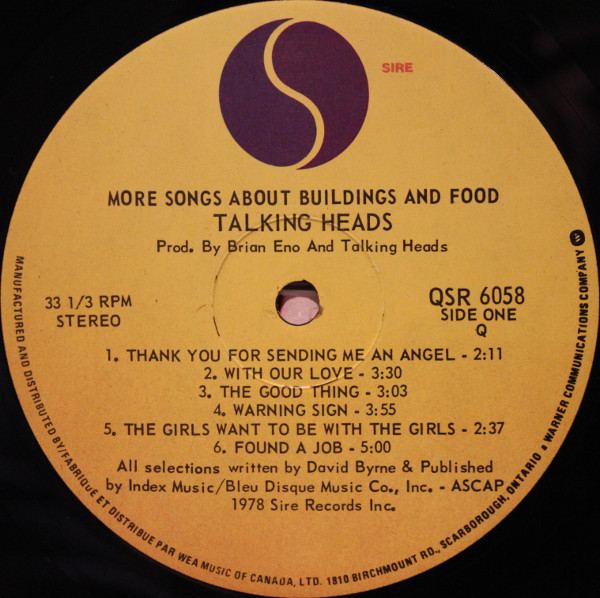 SIRE
MORE SONGS ABOUT BUILDINGS AND FOOD
TALKING HEADS
Prod. By Brian Eno And Talking Heads
33 1/3 RPM
STEREO
QSR 6058
SIDE ONE
Q
1. THANK YOU FOR SENDING ME AN ANGEL - 2:11
2. WITH OUR LOVE - 3:30
3. THE GOOD THING - 3:03
4. WARNING SIGN - 3:55
5. THE GIRLS WANT TO BE WITH THE GIRLS - 2:37
6. FOUND A JOB - 5:00
All selections written by David Byrne & Published
by Index Music/Bleu Disque Music Co., Inc. - ASCAP
1978 Sire Records Inc.
MANUFACTURED AND DISTRIBUTED BY/FABRIQUE ET DISTRIBUE PAR WEA MUSIC OF CANADA, LTD. 1810 BIRCHMOUNT RD., SCARBOROUGH, ONTARIO a WARNER COMMUNICATIONS COMPANY